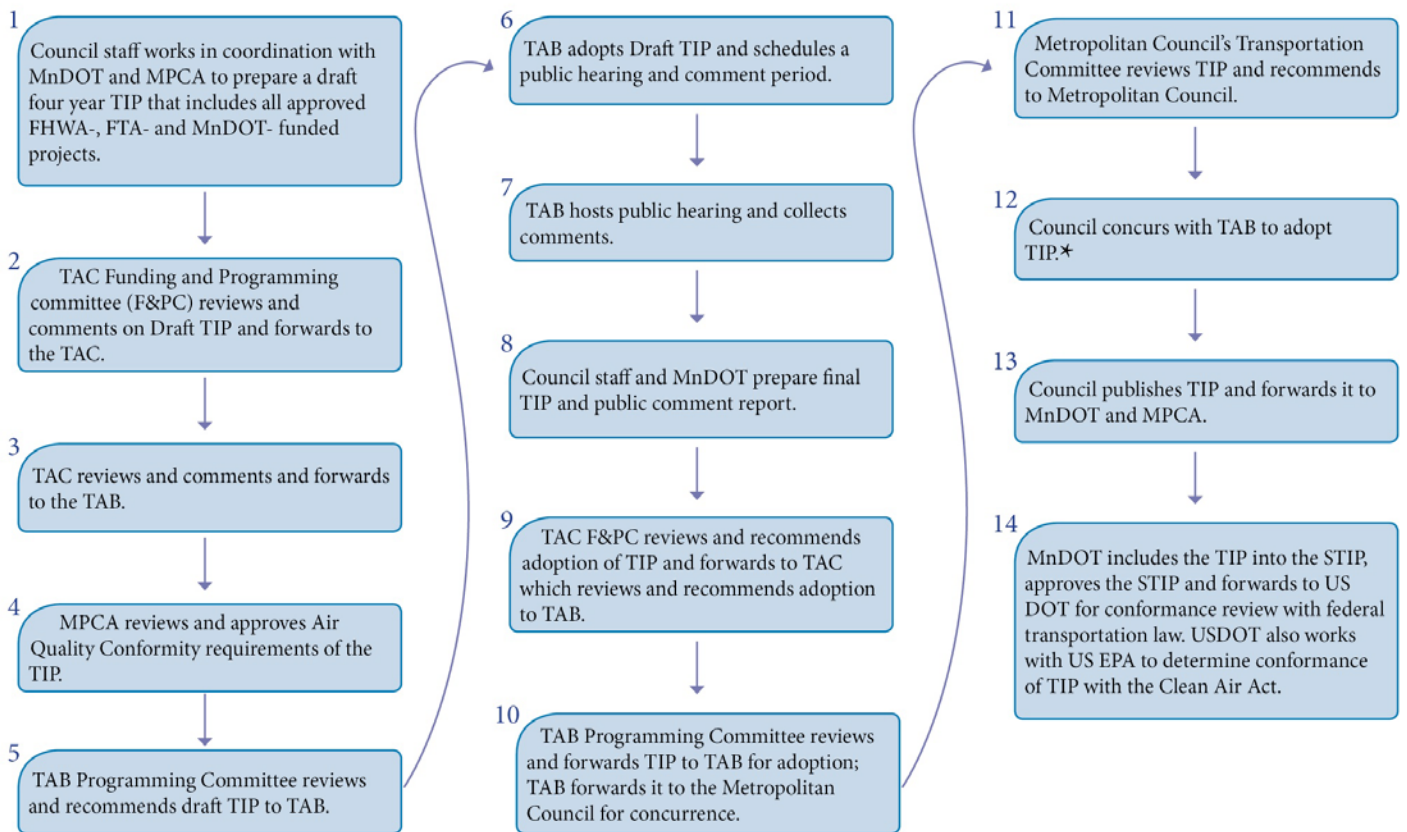 1
Council staff works in coordination with
MnDOT and MPCA to prepare a draft
four year TIP that includes all approved
FHWA-, FTA- and MnDOT- funded
projects.
2
TAC Funding and Programming
committee (F&PC) reviews and
comments on Draft TIP and forwards to
the TAC.
3
TAC reviews and comments and forwards
to the TAB.
4
MPCA reviews and approves Air
Quality Conformity requirements of the
TIP.
5
TAB Programming Committee reviews
and recommends draft TIP to TAB.
6
TAB adopts Draft TIP and schedules a
public hearing and comment period.
7
TAB hosts public hearing and collects
comments.
8
Council staff and MnDOT prepare final
TIP and public comment report.
9
TAC F&PC reviews and recommends
adoption of TIP and forwards to TAC
which reviews and recommends adoption
to TAB.
10
TAB Programming Committee reviews
and forwards TIP to TAB for adoption;
TAB forwards it to the Metropolitan
Council for concurrence.
11
Metropolitan Council's Transportation
Committee reviews TIP and recommends
to Metropolitan Council.
12
Council concurs with TAB to adopt
TIP.*
13
Council publishes TIP and forwards it to
MnDOT and MPCA.
14
MnDOT includes the TIP into the STIP,
approves the STIP and forwards to US
DOT for conformance review with federal
transportation law. USDOT also works
with US EPA to determine conformance
of TIP with the Clean Air Act.